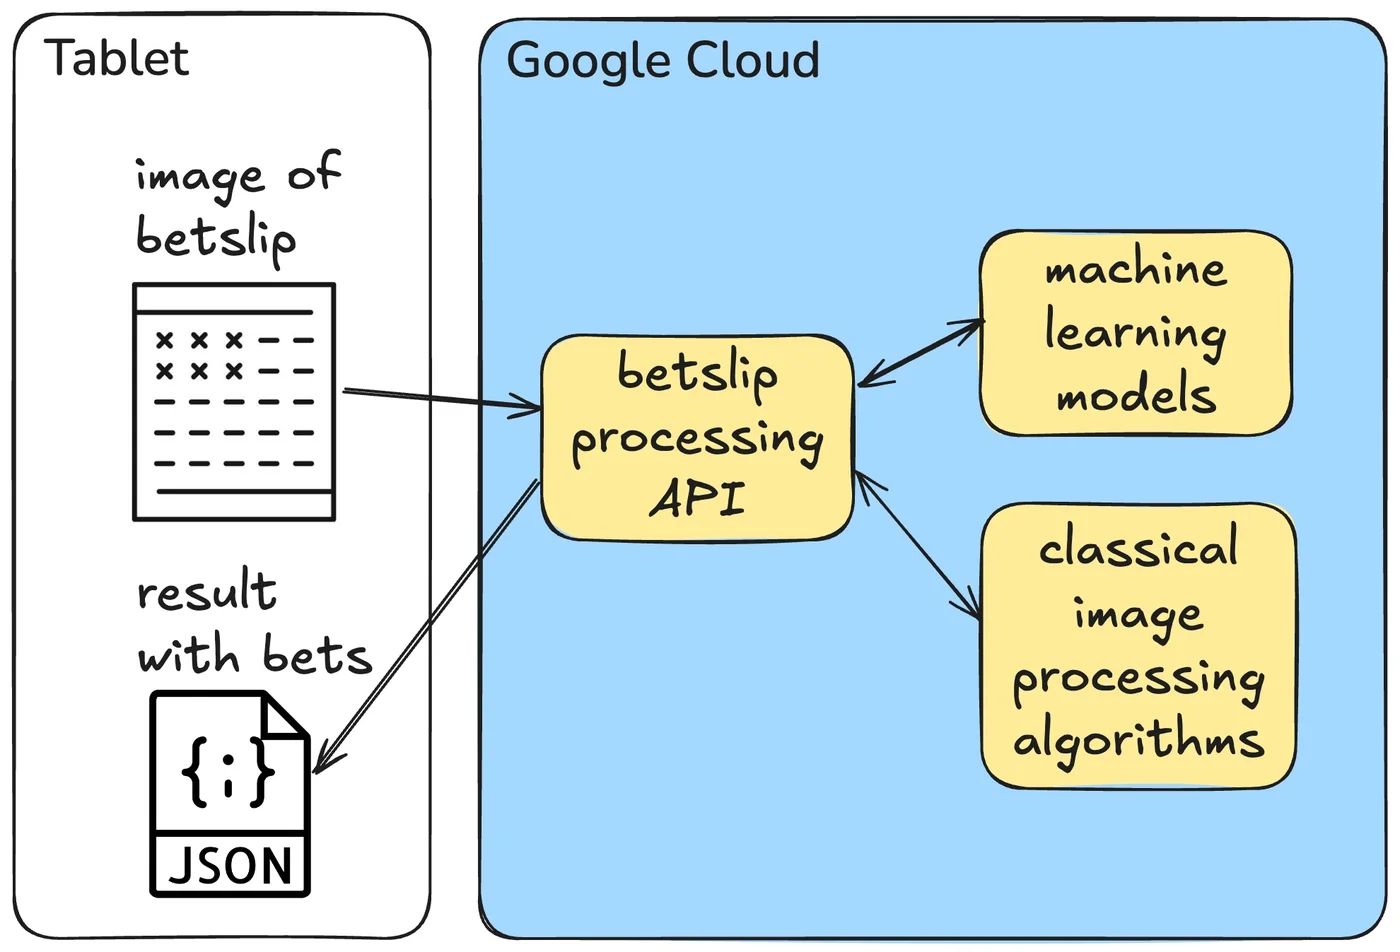 Tablet
image of
betslip
result
with bets
{;}
JSON
Google Cloud
betslip
processing
API
machine
learning
models
classical
image
processing
algorithms